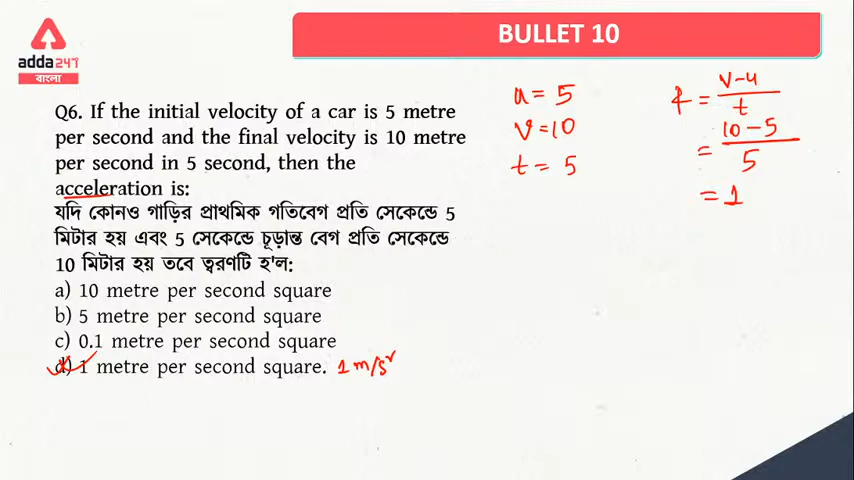 BULLET 10
adda247
বাংলা
Q6. If the initial velocity of a car is 5 metre
per second and the final velocity is 10 metre
per second in 5 second, then the
acceleration is:
যদি কোনও গাড়ির প্রাথমিক গতিবেগ প্রতি সেকেন্ডে 5
মিটার হয় এবং 5 সেকেন্ডে চূড়ান্ত বেগ প্রতি সেকেন্ডে
10 মিটার হয় তবে ত্বরণটি হ'ল:
a) 10 metre per second square
b) 5 metre per second square
c) 0.1 metre per second square
d) 1 metre per second square. 1 m/s²
u = 5
v = 10
t = 5
f = v-u / t
= 10-5 / 5
= 1